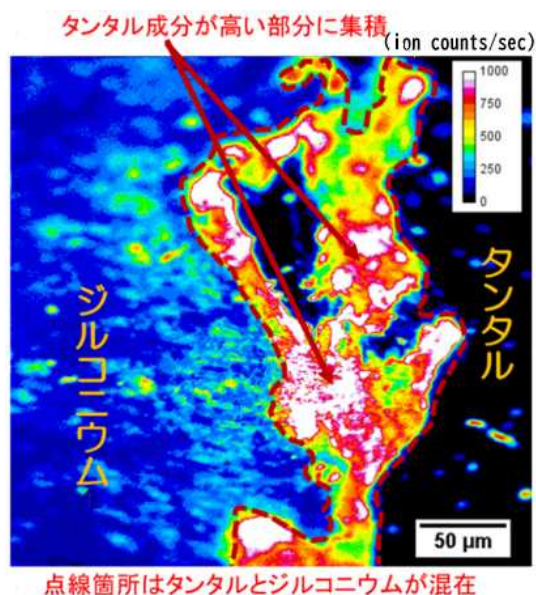 タンタル成分が高い部分に集積
(ion counts/sec)
1000
750
500
250
0
ジルコニウム
タンタル
50 µm
点線箇所はタンタルとジルコニウムが混在